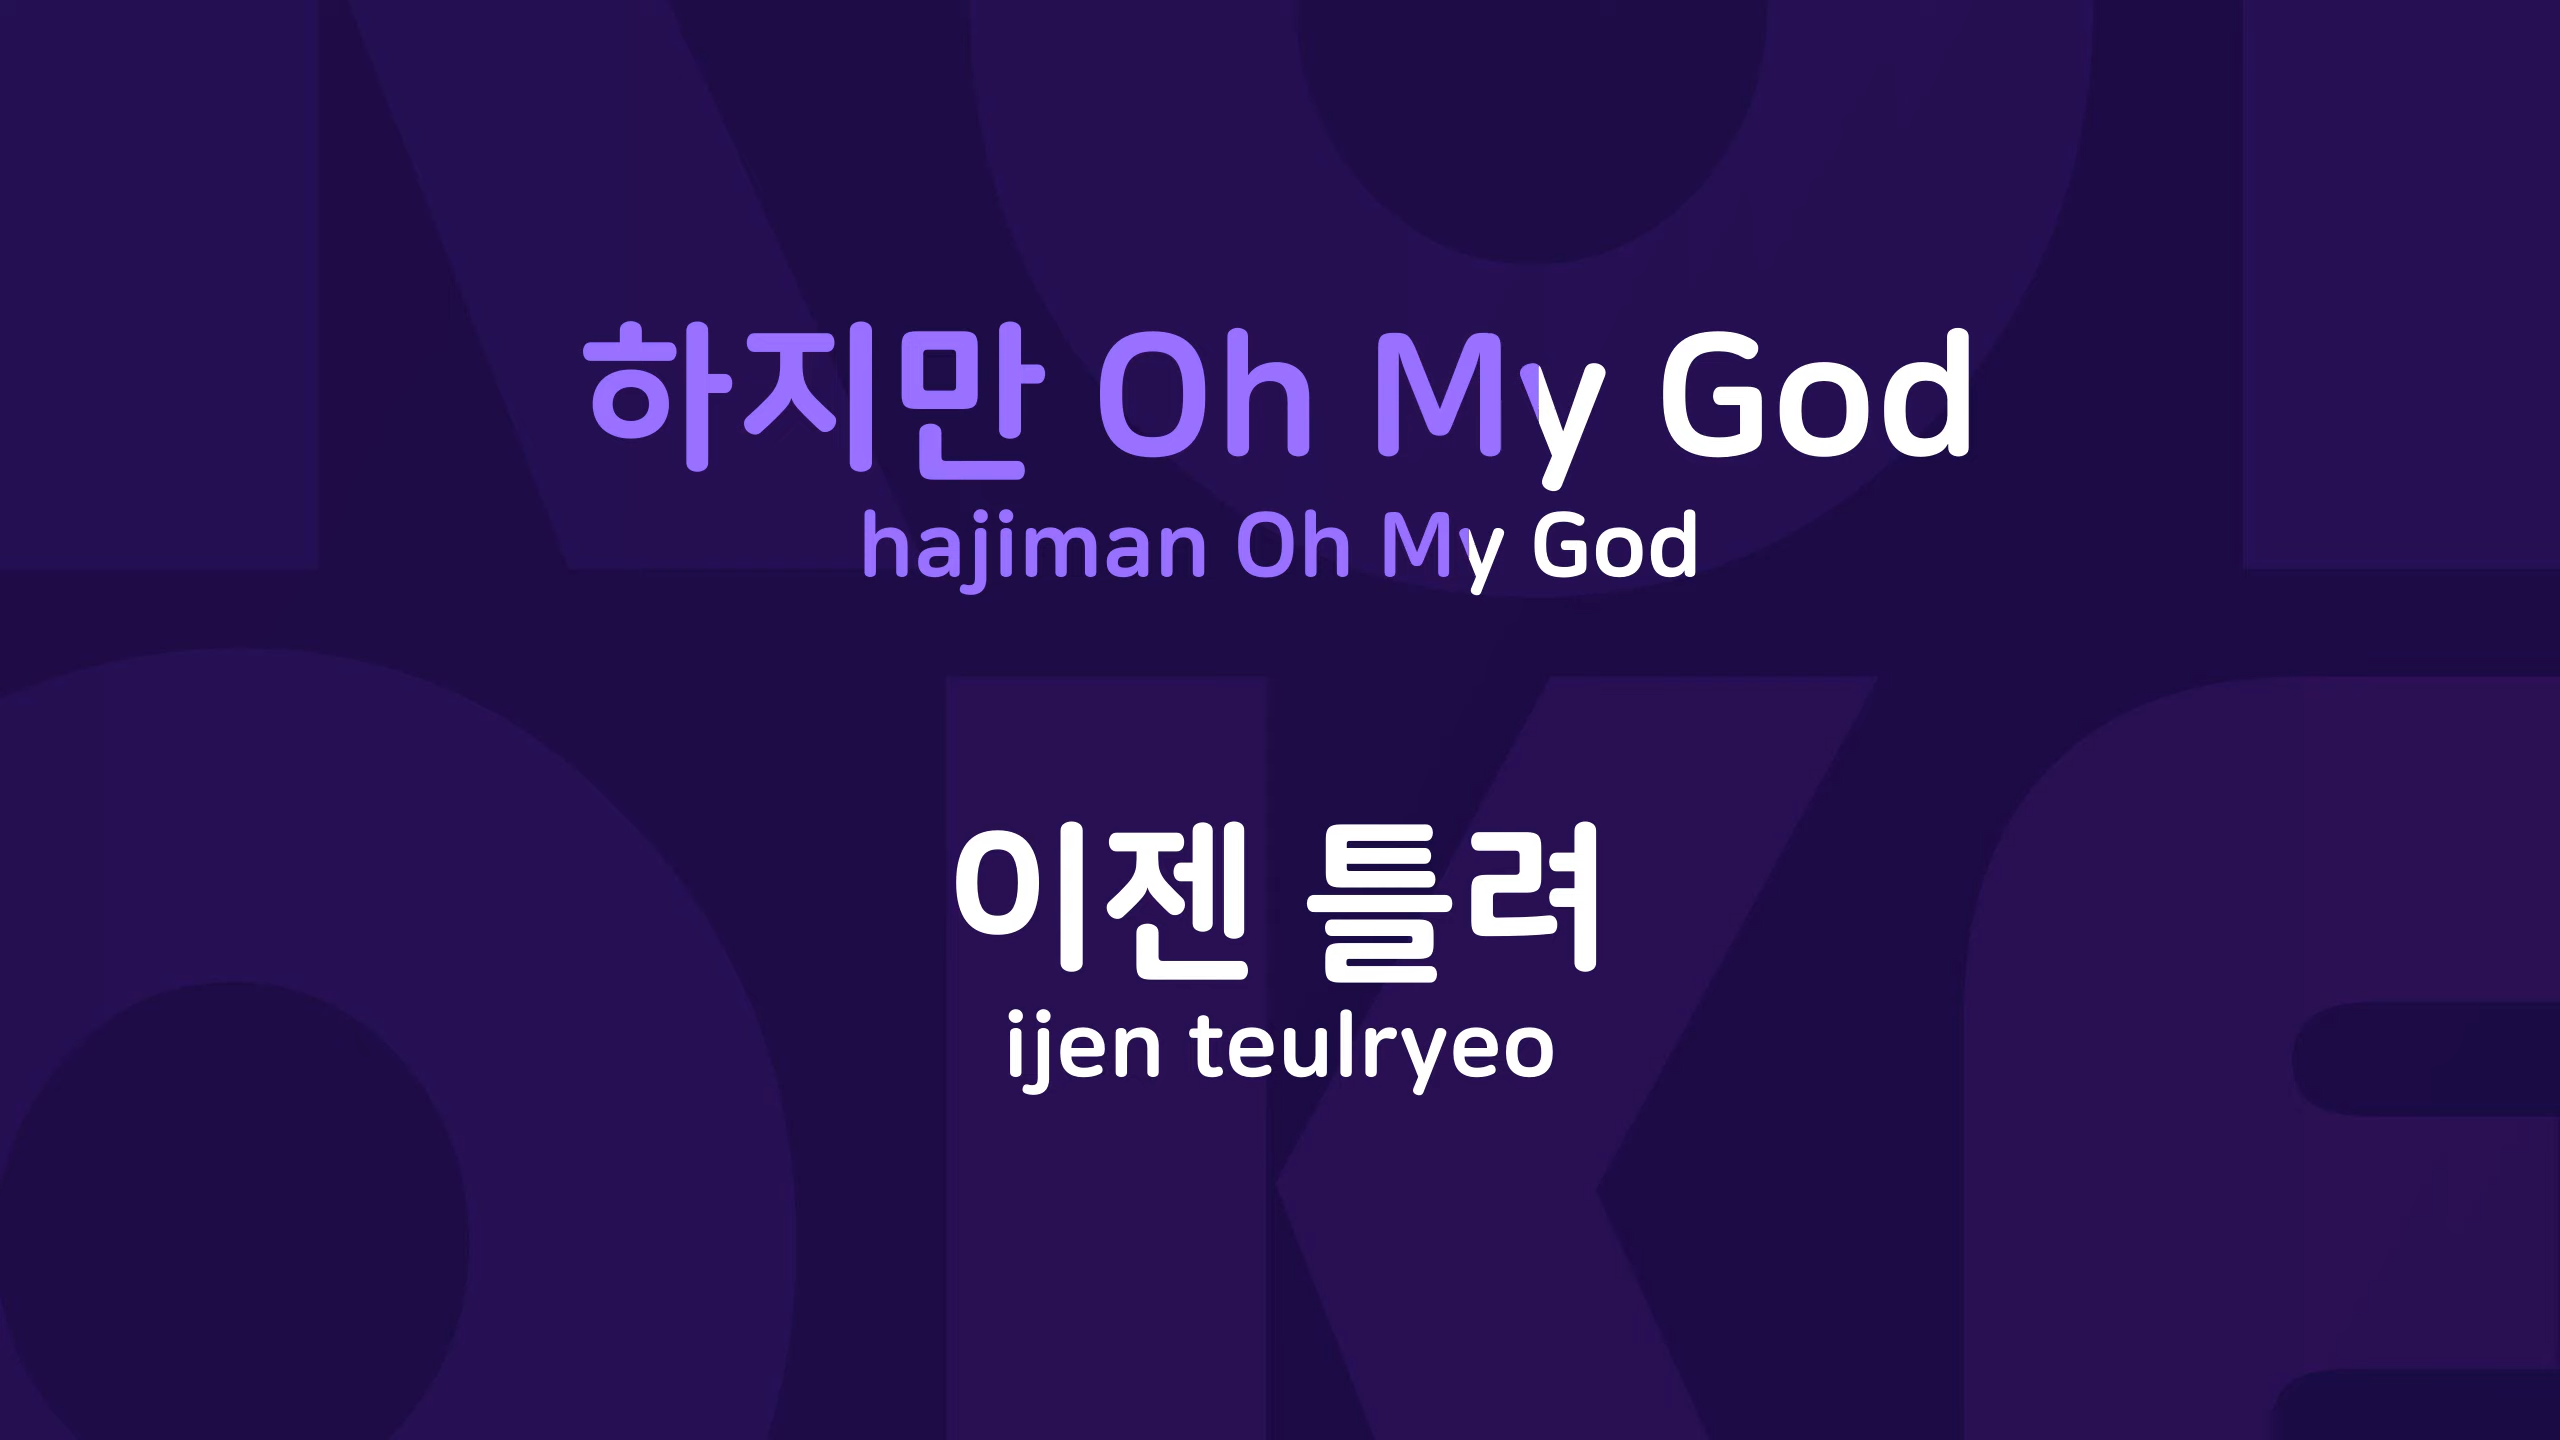 하지만 Oh My God
hajiman Oh My God
이젠 틀려
ijen teulryeo